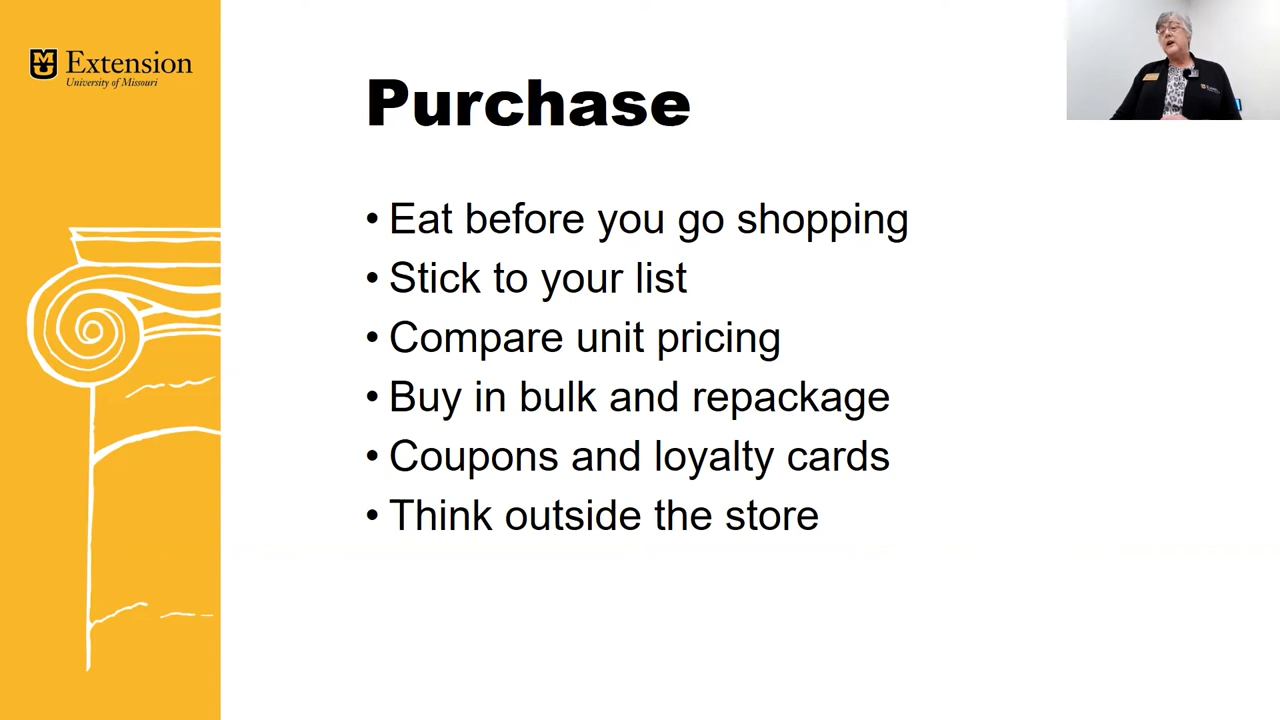 Extension
University of Missouri
Purchase
• Eat before you go shopping
• Stick to your list
• Compare unit pricing
• Buy in bulk and repackage
• Coupons and loyalty cards
• Think outside the store